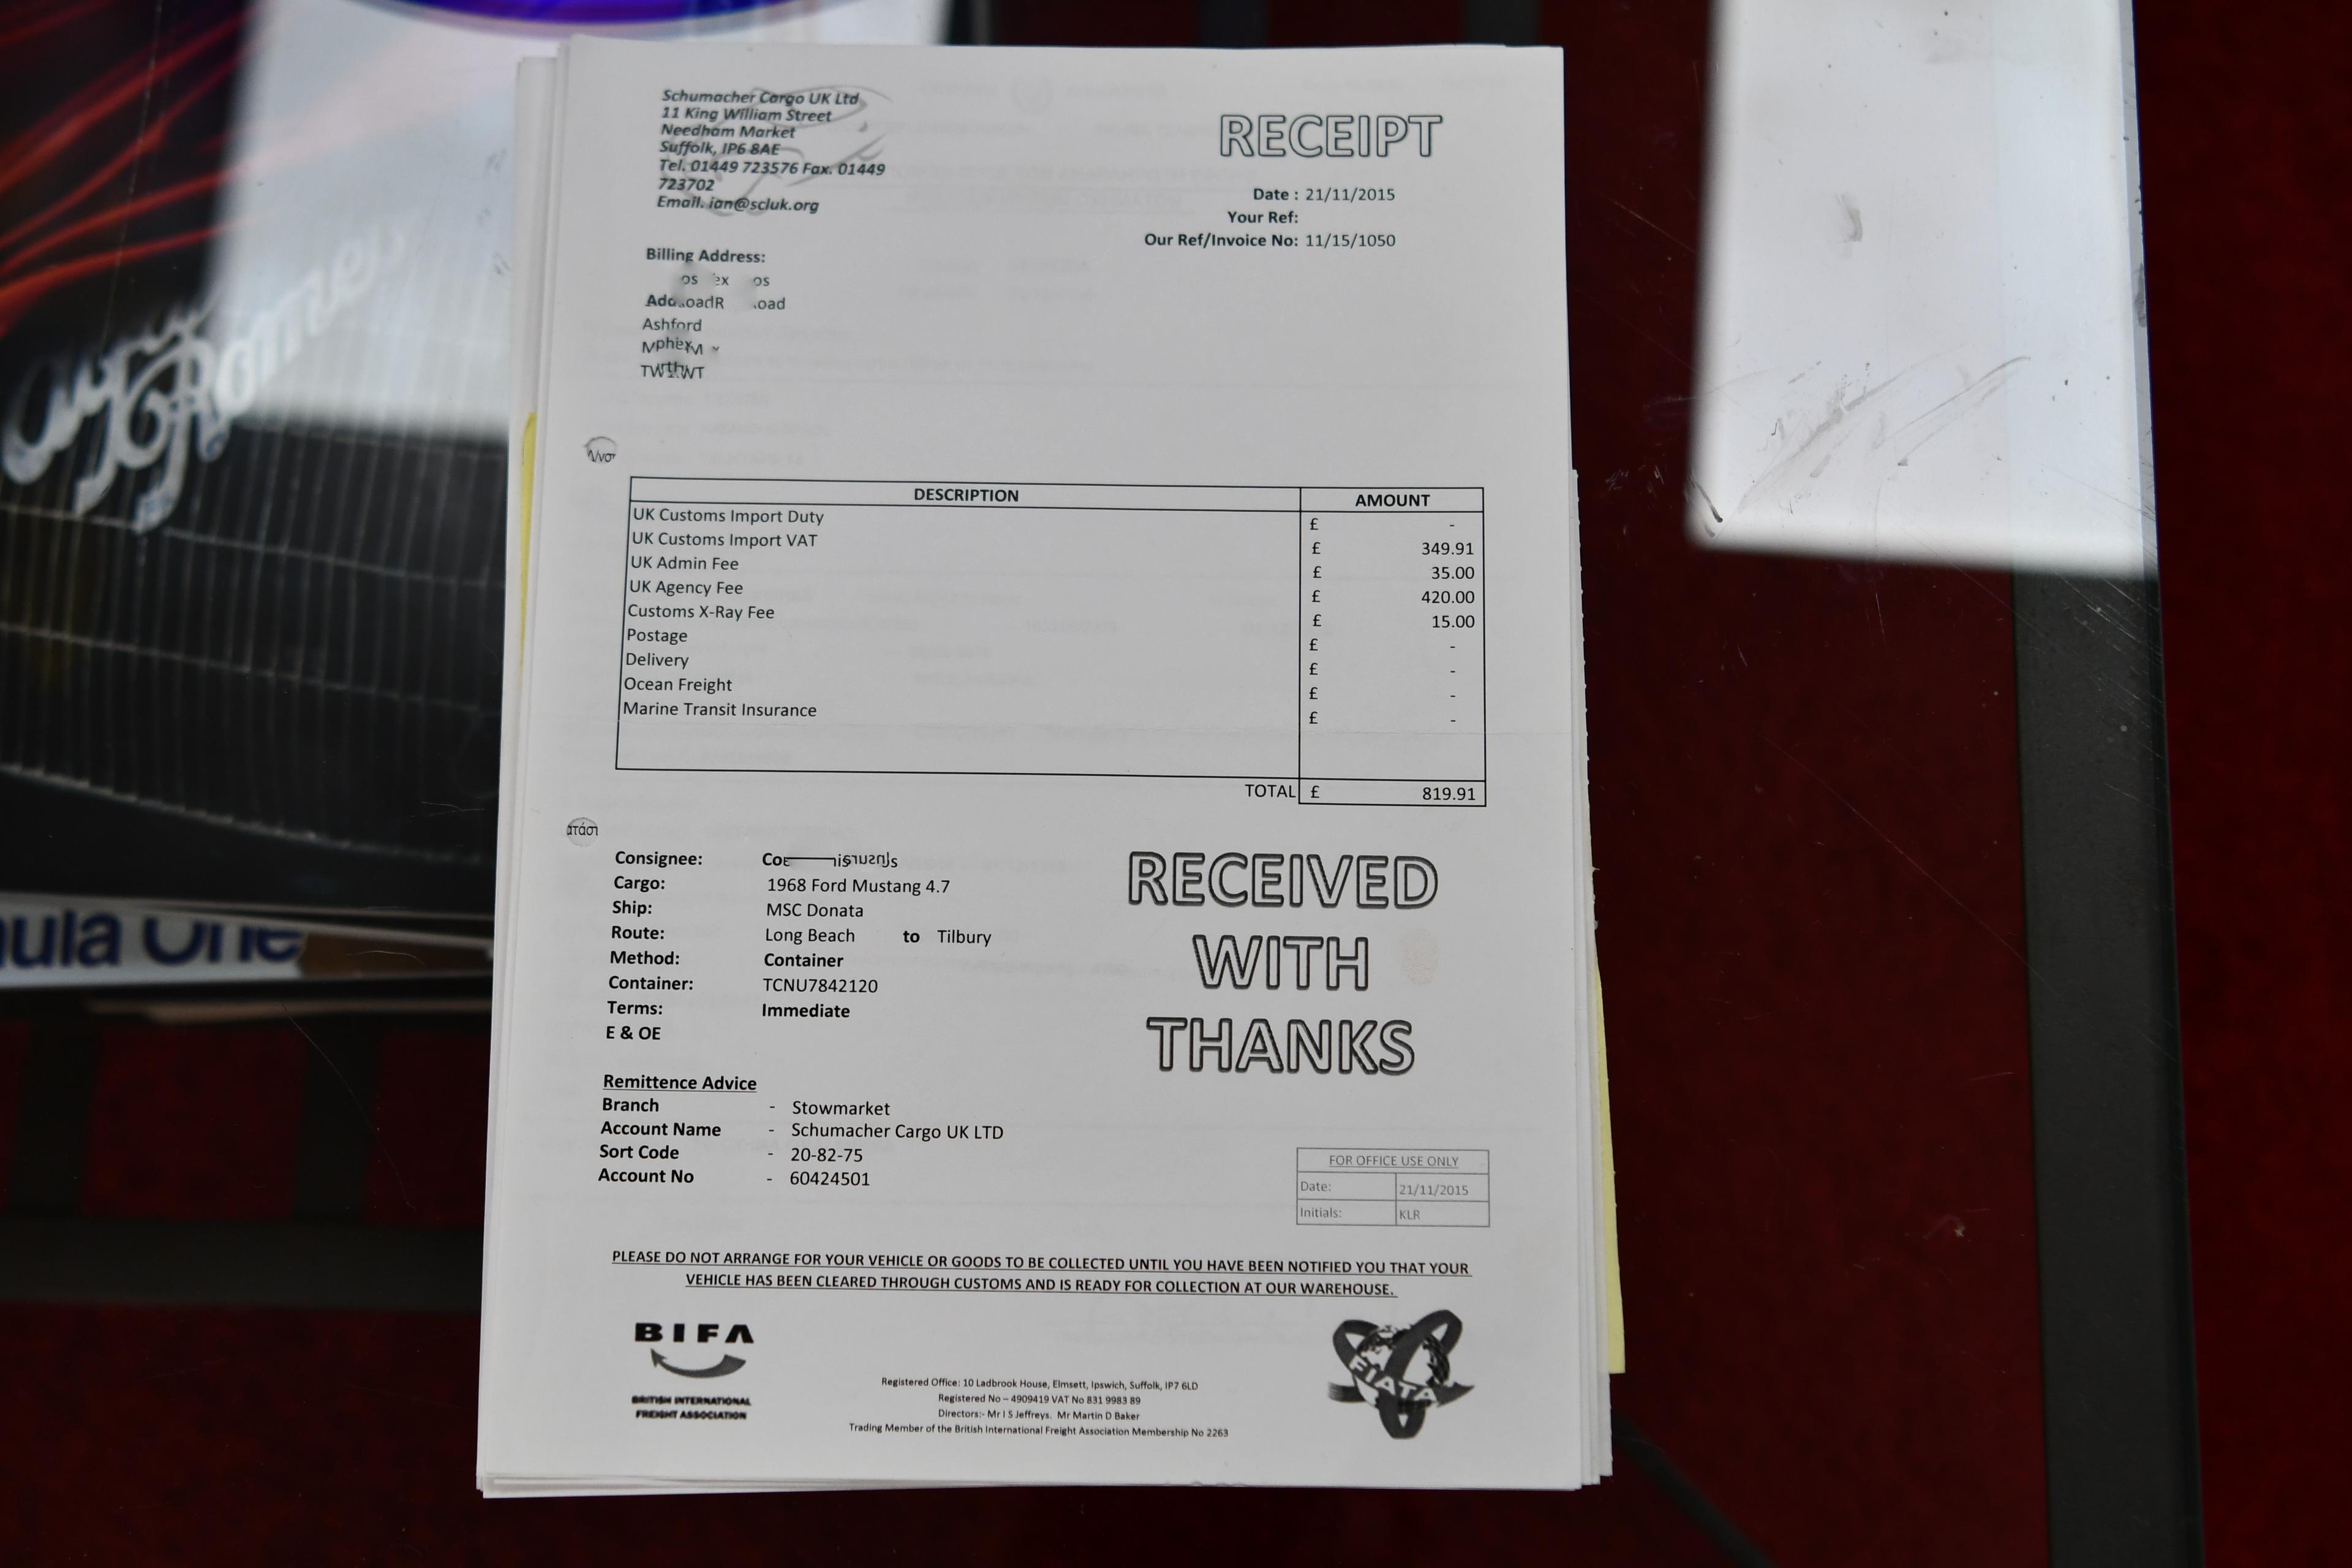 Schumacher Cargo UK Ltd
11 King William Street
Needham Market
Suffolk, IP6 8AE
Tel. 01449 723576 Fax. 01449
723702
Email. ian@scluk.org
RECEIPT
Date : 21/11/2015
Your Ref:
Our Ref/Invoice No: 11/15/1050
Billing Address:
Ashford
DESCRIPTION AMOUNT
UK Customs Import Duty £ -
UK Customs Import VAT £ 349.91
UK Admin Fee £ 35.00
UK Agency Fee £ 420.00
Customs X-Ray Fee £ 15.00
Postage £ -
Delivery £ -
Ocean Freight £ -
Marine Transit Insurance £ -
TOTAL £ 819.91
Consignee:
Cargo: 1968 Ford Mustang 4.7
Ship: MSC Donata
Route: Long Beach to Tilbury
Method: Container
Container: TCNU7842120
Terms: Immediate
E & OE
RECEIVED
WITH
THANKS
Remittence Advice
Branch - Stowmarket
Account Name - Schumacher Cargo UK LTD
Sort Code - 20-82-75
Account No - 60424501
FOR OFFICE USE ONLY
Date: 21/11/2015
Initials: KLR
PLEASE DO NOT ARRANGE FOR YOUR VEHICLE OR GOODS TO BE COLLECTED UNTIL YOU HAVE BEEN NOTIFIED YOU THAT YOUR
VEHICLE HAS BEEN CLEARED THROUGH CUSTOMS AND IS READY FOR COLLECTION AT OUR WAREHOUSE.
BIFA
BRITISH INTERNATIONAL
FREIGHT ASSOCIATION
Registered Office: 10 Ladbrook House, Elmsett, Ipswich, Suffolk, IP7 6LD
Registered No – 4909419 VAT No 831 9983 89
Directors:- Mr I S Jeffreys. Mr Martin D Baker
Trading Member of the British International Freight Association Membership No 2263
FIATA
One